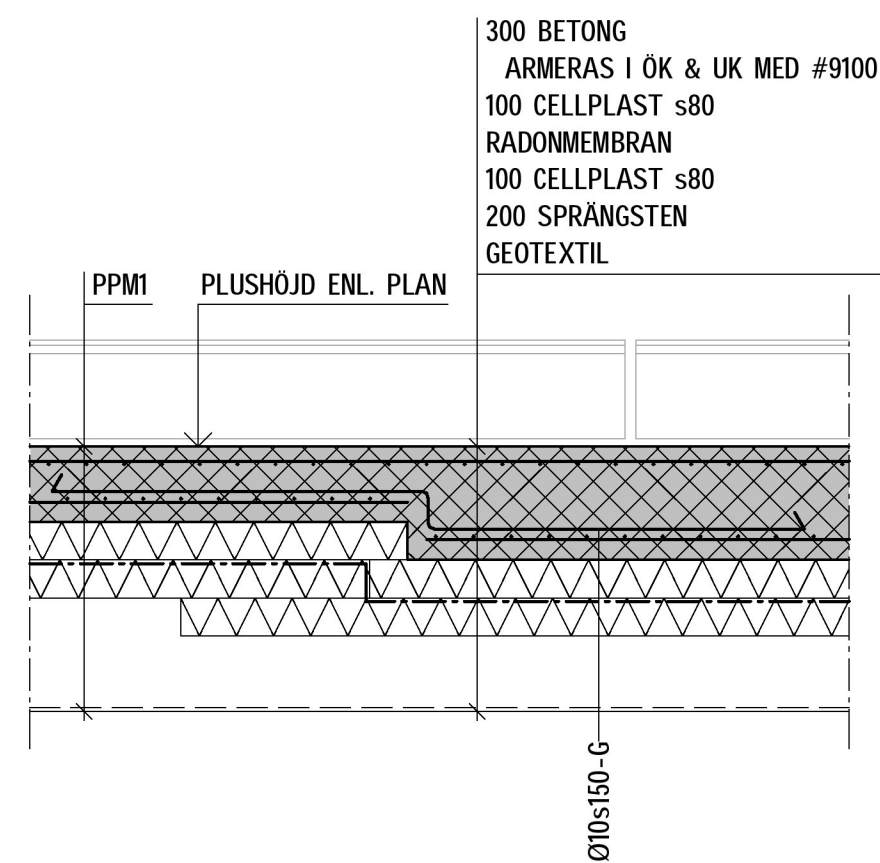 300 BETONG
ARMERAS I ÖK & UK MED #9100
100 CELLPLAST s80
RADONMEMBRAN
100 CELLPLAST s80
200 SPRÄNGSTEN
GEOTEXTIL
PPM1
PLUSHÖJD ENL. PLAN
Ø10s150-G